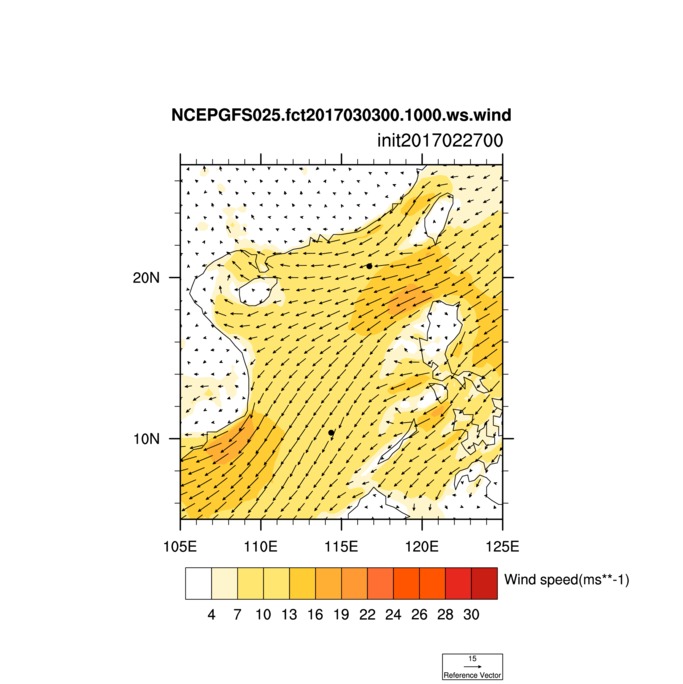 NCEPGFS025.fct2017030300.1000.ws.wind
init2017022700
20N
10N
105E 110E 115E 120E 125E
Wind speed(ms**-1)
4 7 10 13 16 19 22 24 26 28 30
15
Reference Vector